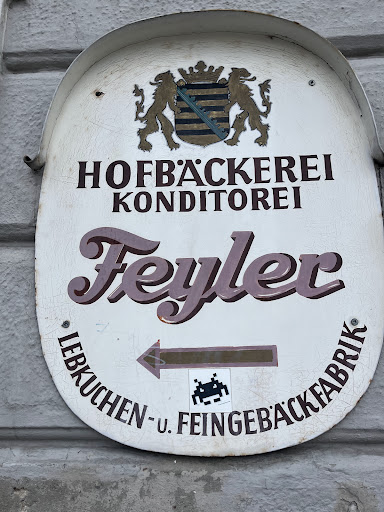 HOFBÄCKEREI
KONDITOREI
Feyler
LEBKUCHEN- u. FEINGEBÄCKFABRIK